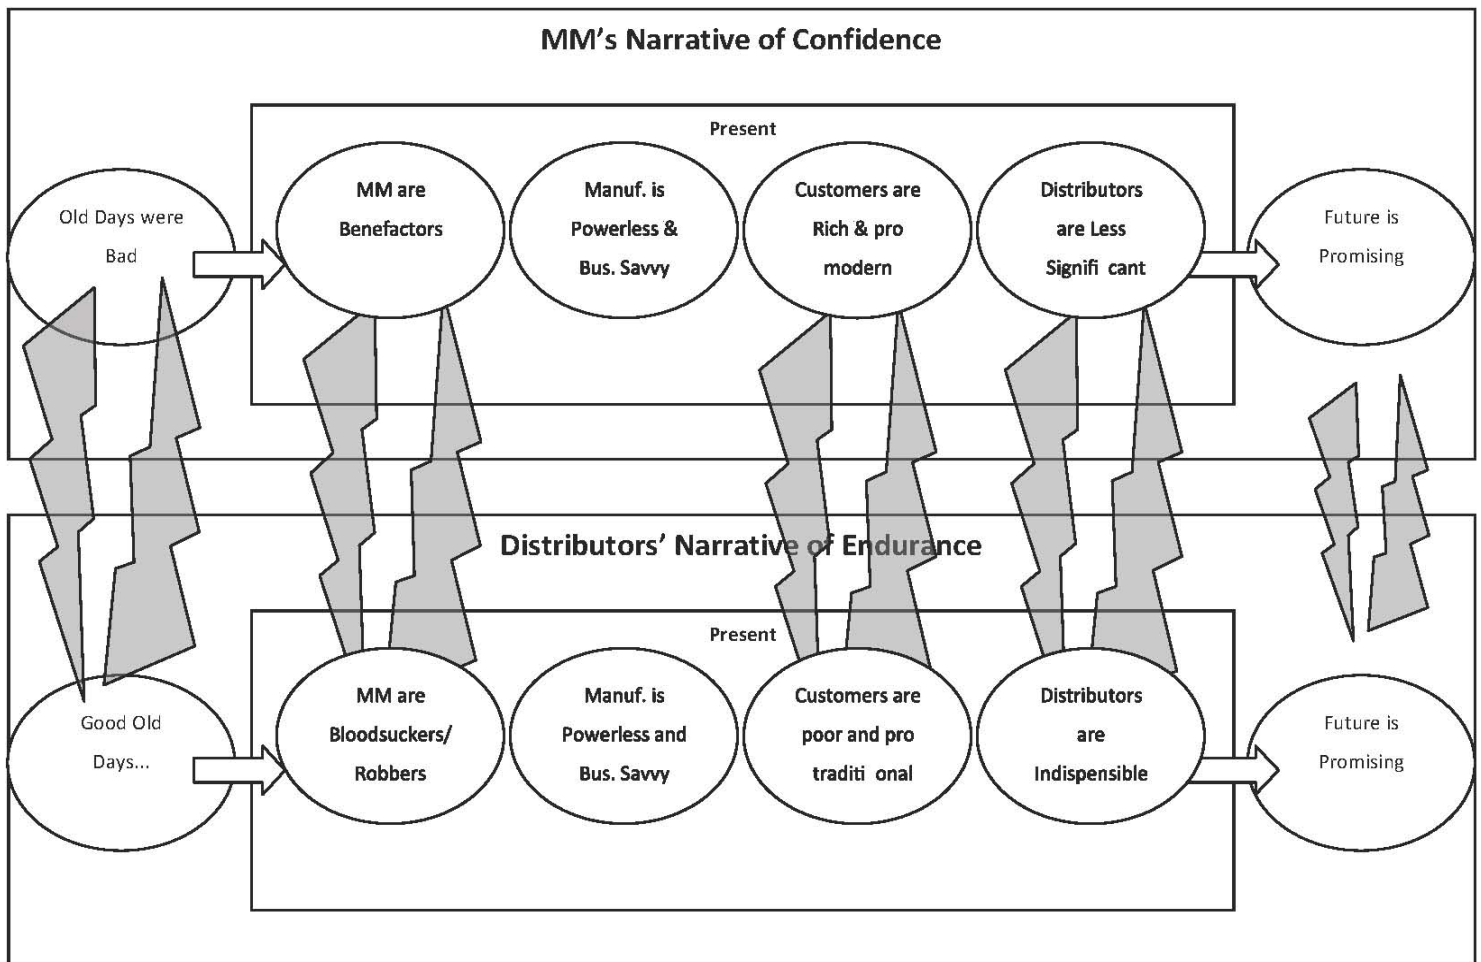 MM's Narrative of Confidence
Present
Old Days were
Bad
MM are
Benefactors
Manuf. is
Powerless &
Bus. Savvy
Customers are
Rich & pro
modern
Distributors
are Less
Signifi cant
Future is
Promising
Distributors' Narrative of Endurance
Present
Good Old
Days...
MM are
Bloodsuckers/
Robbers
Manuf. is
Powerless and
Bus. Savvy
Customers are
poor and pro
traditi onal
Distributors
are
Indispensible
Future is
Promising